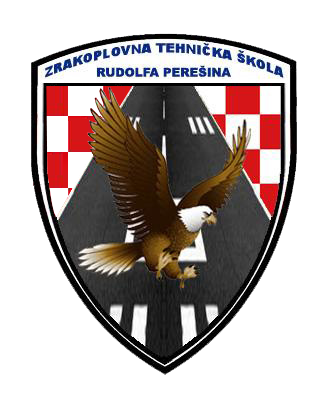 ZRAKOPLOVNA TEHNIČKA ŠKOLA
RUDOLFA PEREŠINA